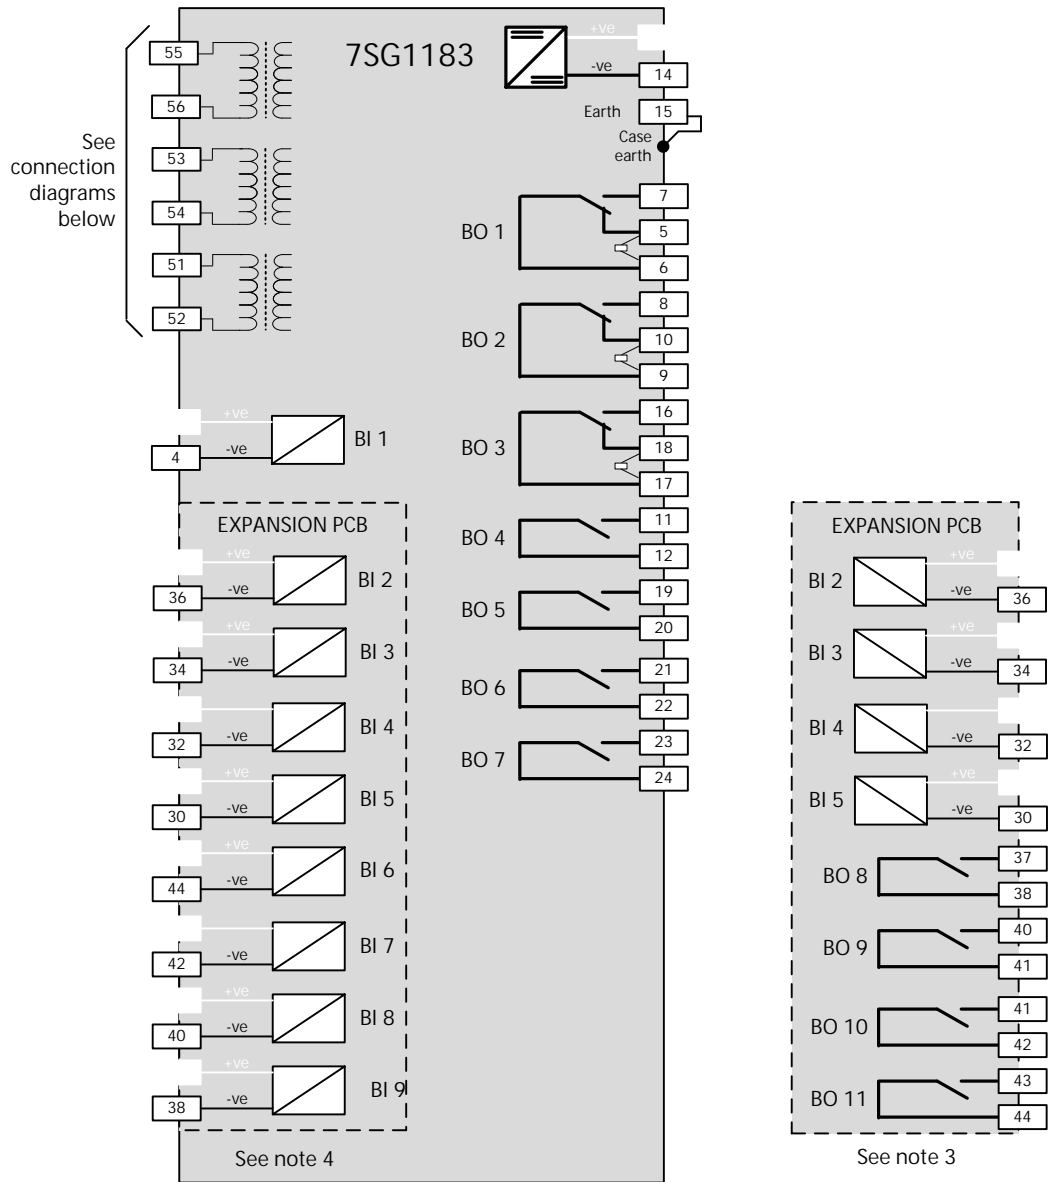 7SG1183
+ve
-ve
14
Earth
15
Case
earth
55
56
53
54
51
52
See
connection
diagrams
below
BO 1
7
5
6
BO 2
8
10
9
BO 3
16
18
17
BO 4
11
12
BO 5
19
20
BO 6
21
22
BO 7
23
24
+ve
4
-ve
BI 1
EXPANSION PCB
+ve
36
-ve
BI 2
+ve
34
-ve
BI 3
32
-ve
BI 4
+ve
30
-ve
BI 5
+ve
44
-ve
BI 6
42
-ve
BI 7
+ve
40
-ve
BI 8
+ve
38
-ve
BI 9
See note 4
EXPANSION PCB
BI 2
+ve
-ve
36
BI 3
+ve
-ve
34
BI 4
-ve
32
BI 5
+ve
-ve
30
BO 8
37
38
BO 9
40
41
BO 10
41
42
BO 11
43
44
See note 3